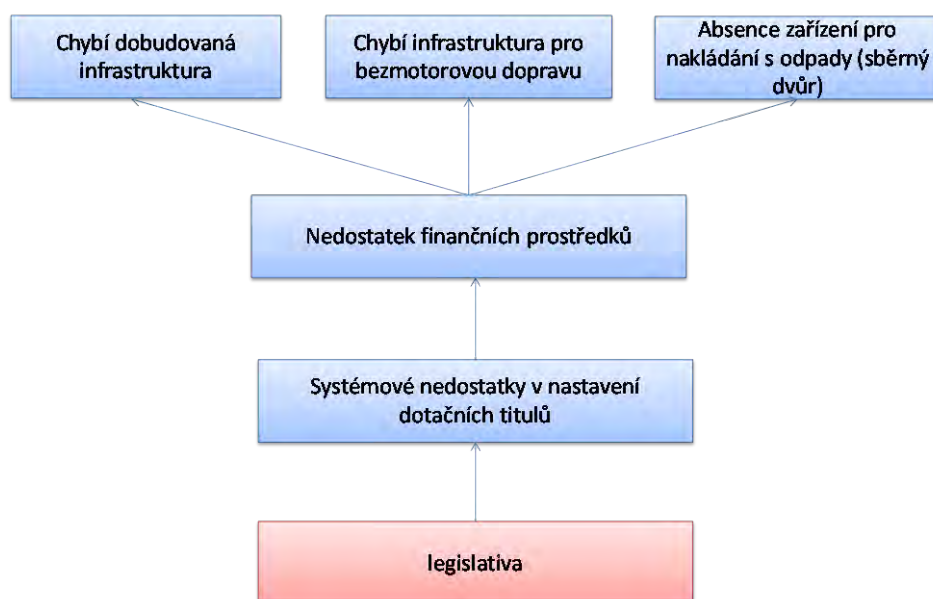 Chybí dobudovaná
infrastruktura
Chybí infrastruktura pro
bezmotorovou dopravu
Absence zařízení pro
nakládání s odpady (sběrný
dvůr)
Nedostatek finančních prostředků
Systémové nedostatky v nastavení
dotačních titulů
legislativa